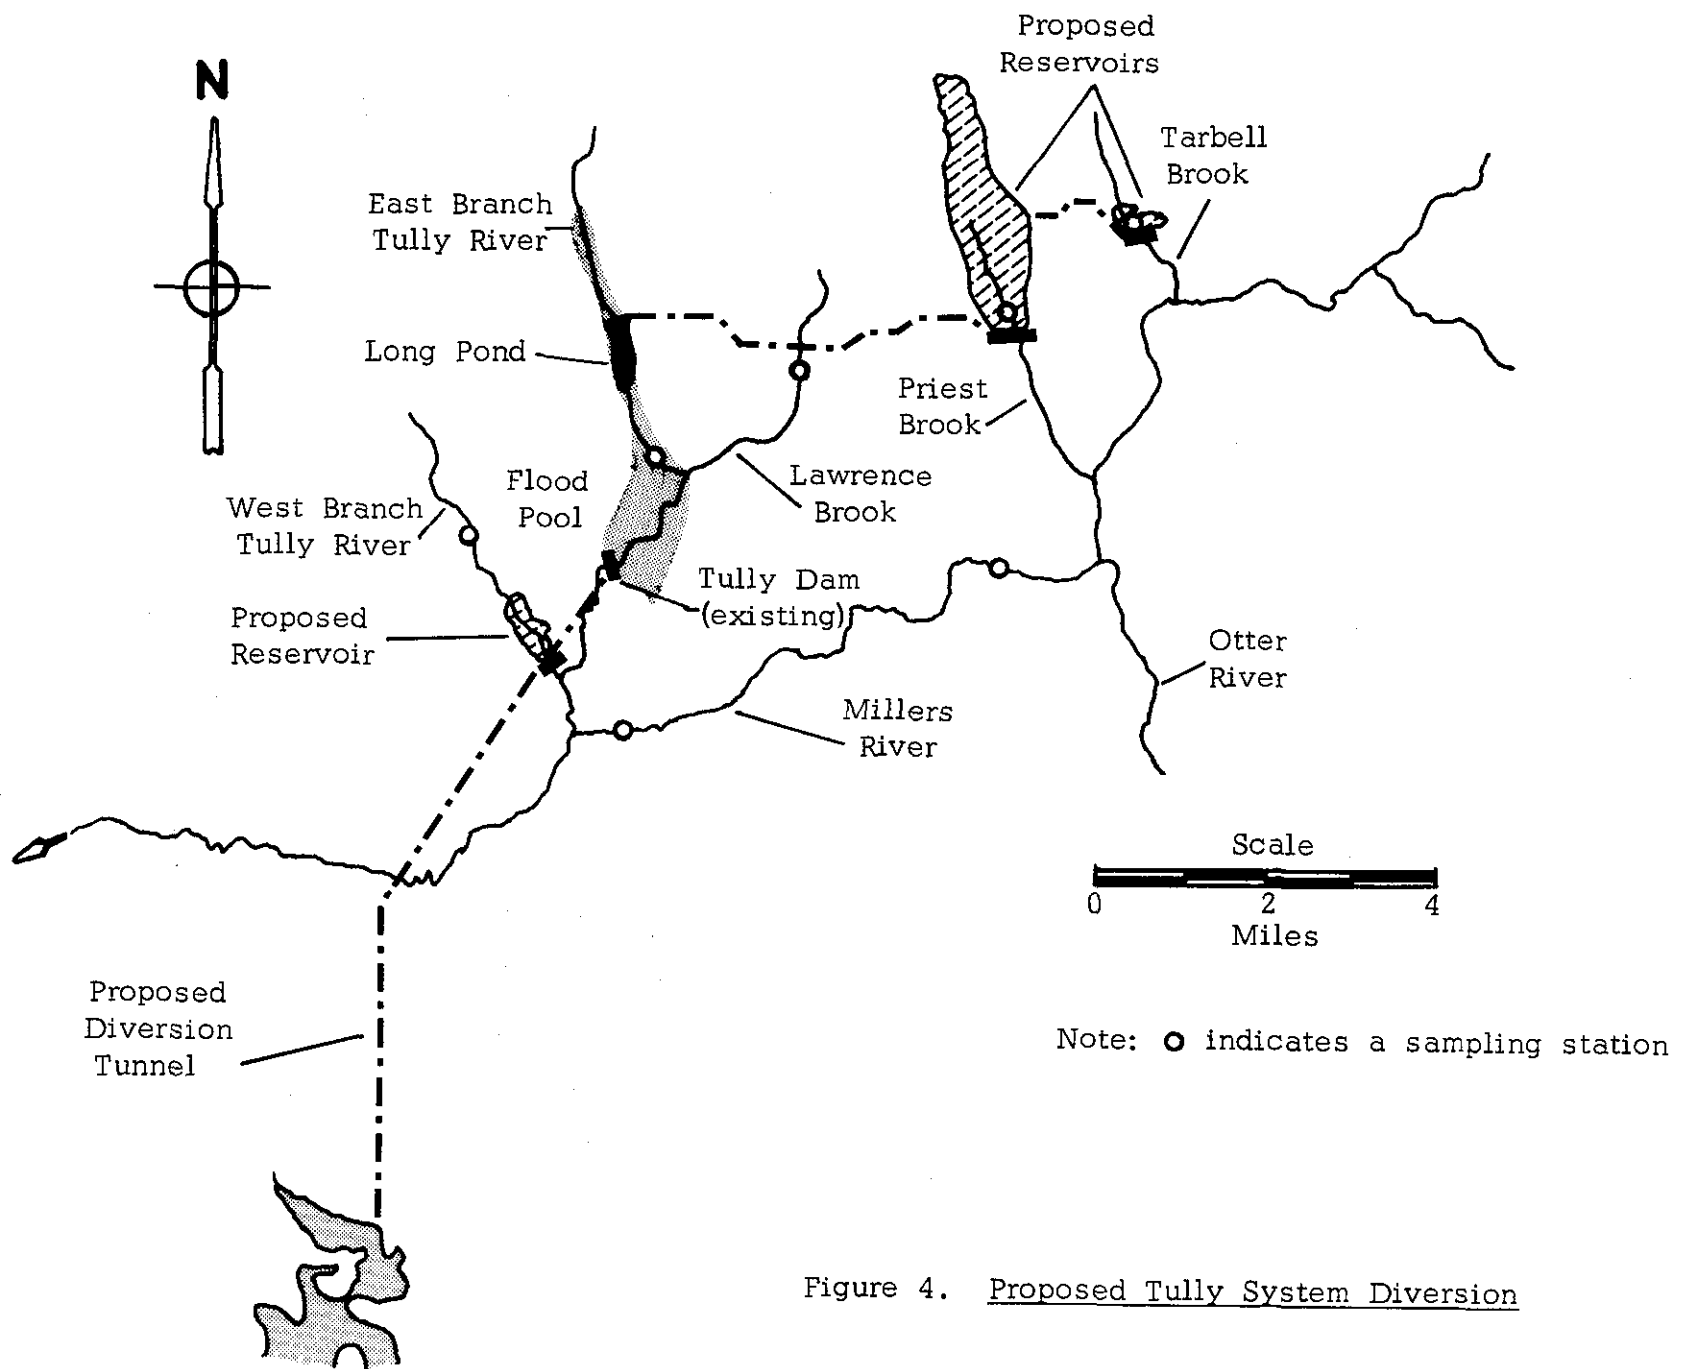 Proposed
Reservoirs
N
Tarbell
Brook
East Branch
Tully River
Long Pond
Priest
Brook
Flood
Pool
Lawrence
Brook
West Branch
Tully River
Tully Dam
(existing)
Proposed
Reservoir
Otter
River
Millers
River
Scale
0 2 4
Miles
Proposed
Diversion
Tunnel
Note: O indicates a sampling station
Figure 4. Proposed Tully System Diversion